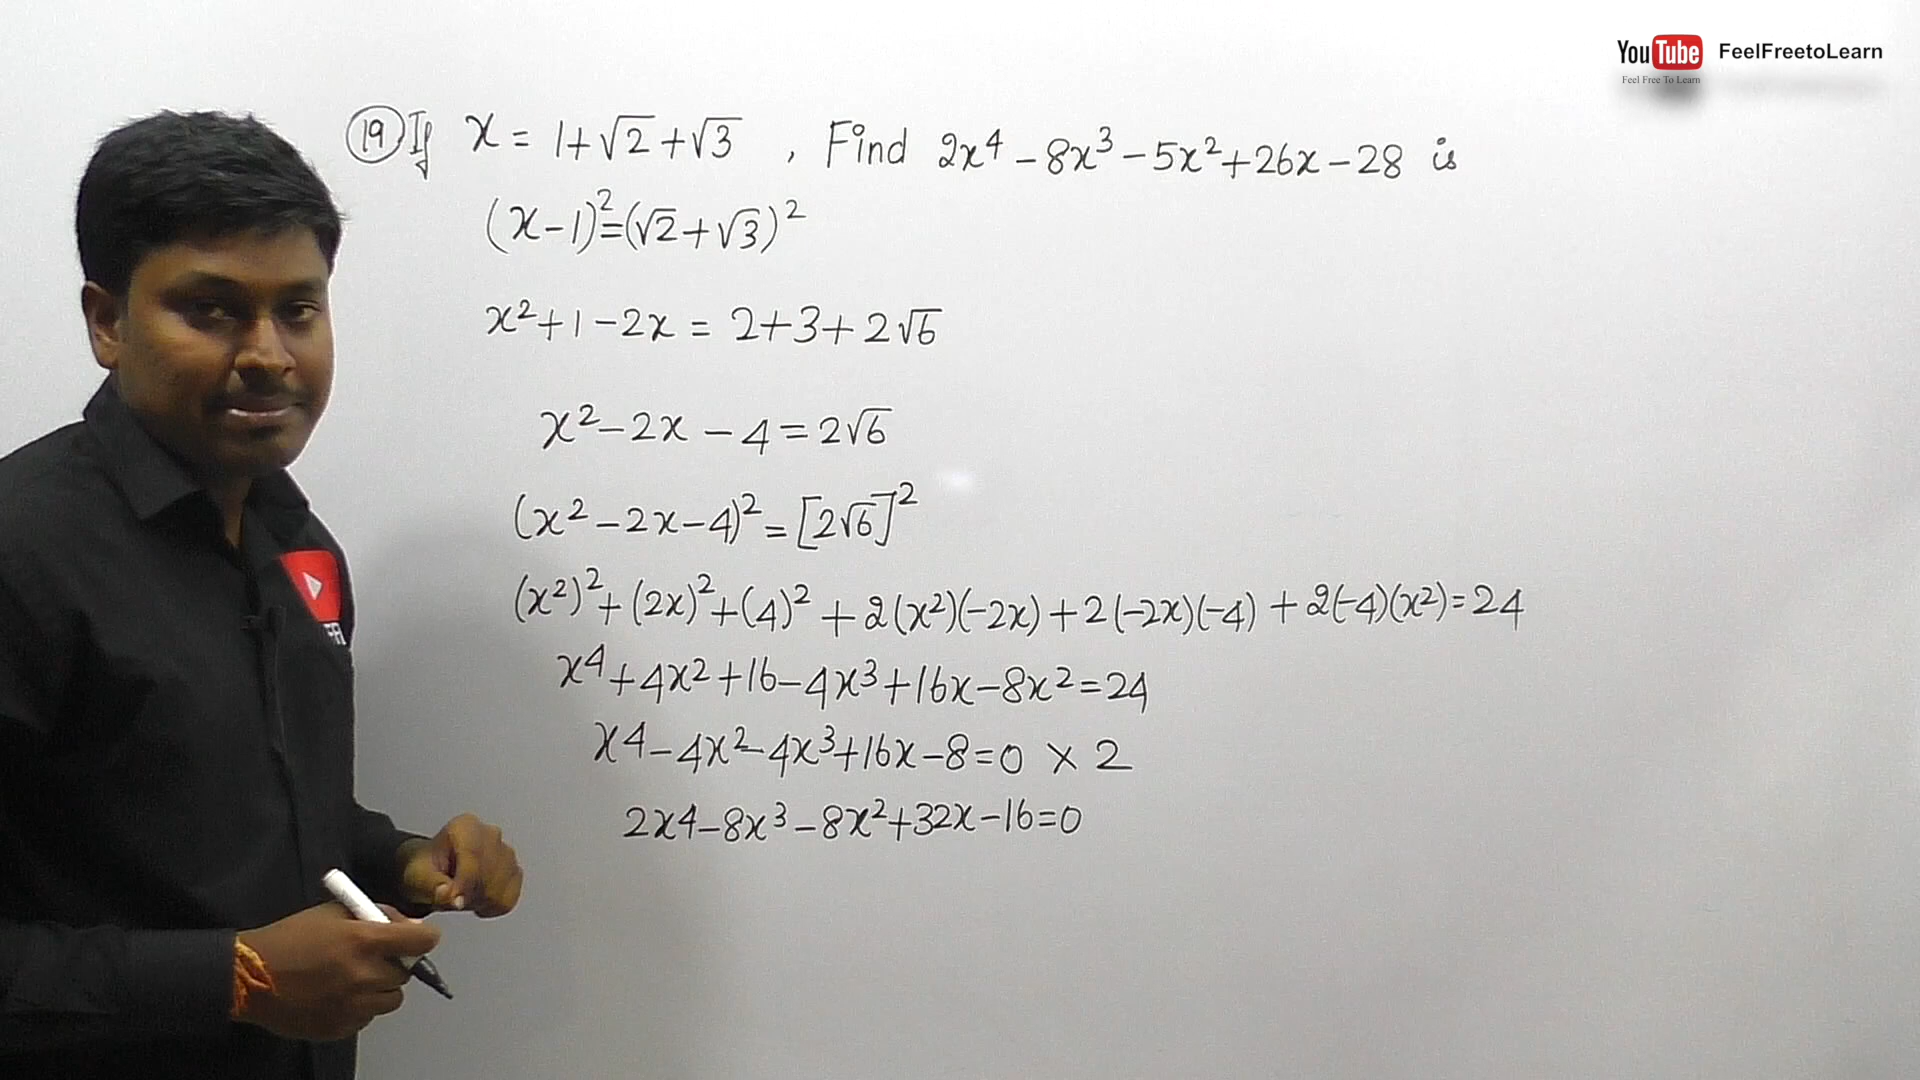 YouTube FeelFreetoLearn
Feel Free To Learn
19 If x = 1+√2+√3 , Find 2x⁴ - 8x³ - 5x² + 26x - 28 is
(x-1)² = (√2+√3)²
x² + 1 - 2x = 2+3+2√6
x² - 2x - 4 = 2√6
(x² - 2x - 4)² = [2√6]²
(x²)² + (2x)² + (4)² + 2(x²)(-2x) + 2(-2x)(-4) + 2(-4)(x²) = 24
x⁴ + 4x² + 16 - 4x³ + 16x - 8x² = 24
x⁴ - 4x² - 4x³ + 16x - 8 = 0 × 2
2x⁴ - 8x³ - 8x² + 32x - 16 = 0